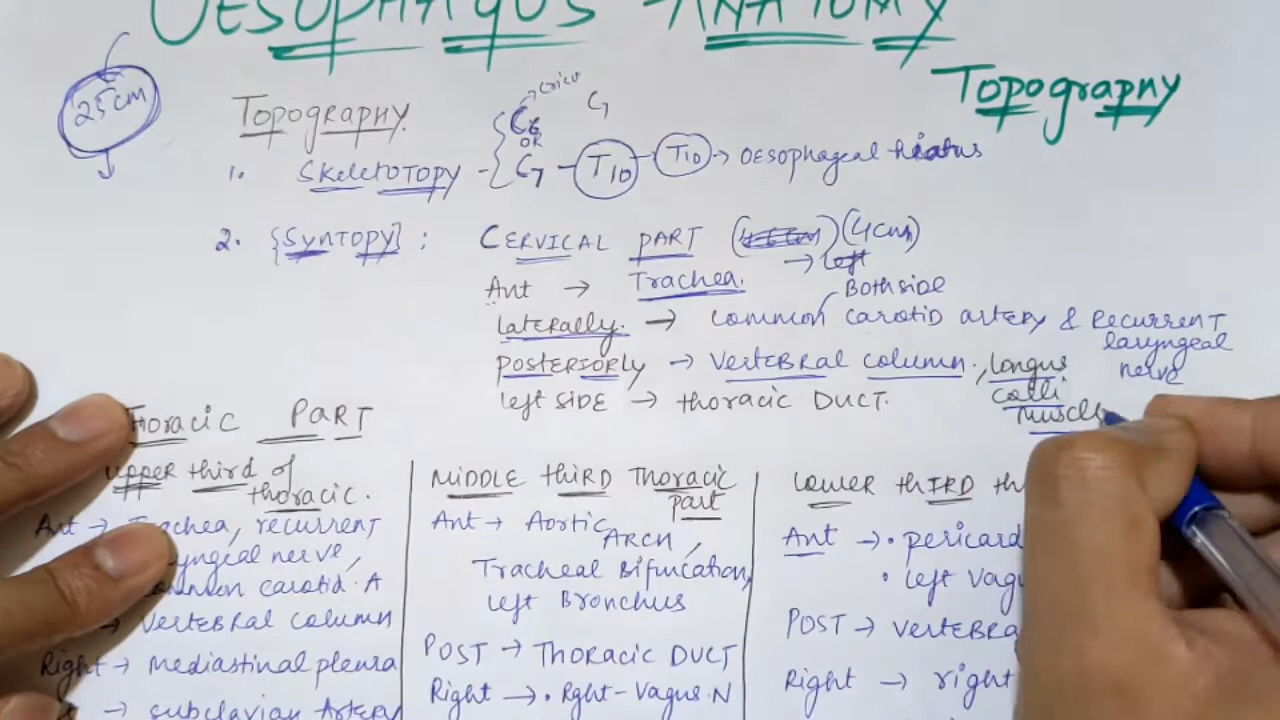 OESOPHAGUS ANATOMY
Topography
25cm
Topography.
→ crico
C6
OR
C7
C7 - T10 - T10 → OESophageal hiatus
1. SKeletOTOPY -
2. {SynTOPY} : CERVICAL PART (4cm)
→ left
Ant → Trachea.
Both side
Laterally. → common carotid artery & Recurrent
laryngeal
nerve
POSTERIORLY → Vertebral column., longus
colli
muscle
left SIDE → thoracic DUCT.
Thoracic PART
Upper third of
thoracic.
Ant → Trachea, recurrent
nerve,
common carotid. A
→ Vertebral column
Right → Mediastinal pleura
→ subclavian Artery
MIDDLE third Thoracic
part
Ant → Aortic
ARCH,
Tracheal Bifurcation,
left Bronchus
POST → Thoracic DUCT
Right → • Rght - Vagus. N
LOWER thIRD th
Ant → • pericard
• left Vagu
POST → VERTEBRA
Right → right